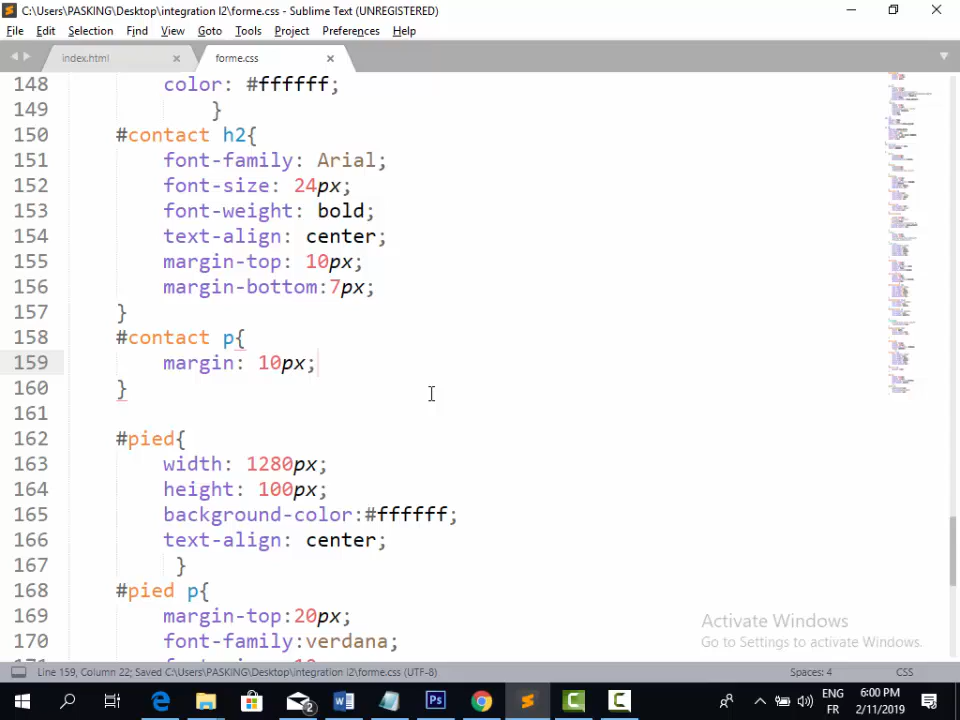 C:\Users\PASKING\Desktop\integration l2\forme.css - Sublime Text (UNREGISTERED)
File Edit Selection Find View Goto Tools Project Preferences Help
index.html × forme.css ×
148 color: #ffffff;
149 }
150 #contact h2{
151 font-family: Arial;
152 font-size: 24px;
153 font-weight: bold;
154 text-align: center;
155 margin-top: 10px;
156 margin-bottom:7px;
157 }
158 #contact p{
159 margin: 10px;
160 }
161
162 #pied{
163 width: 1280px;
164 height: 100px;
165 background-color:#ffffff;
166 text-align: center;
167 }
168 #pied p{
169 margin-top:20px;
170 font-family:verdana;
Activate Windows
Go to Settings to activate Windows.
Line 159, Column 22; Saved C:\Users\PASKING\Desktop\integration l2\forme.css (UTF-8) Spaces: 4 CSS
W Ps 2 ENG FR 6:00 PM 2/11/2019